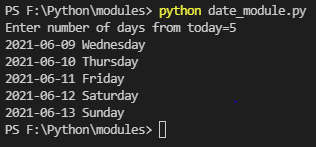 PS F:\Python\modules> python date_module.py
Enter number of days from today=5
2021-06-09 Wednesday
2021-06-10 Thursday
2021-06-11 Friday
2021-06-12 Saturday
2021-06-13 Sunday
PS F:\Python\modules>